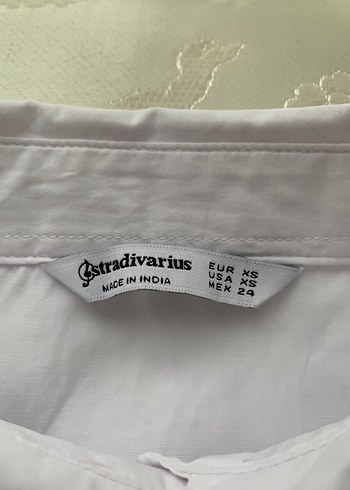 stradivarius
MADE IN INDIA
EUR XS
USA XS
MEX 24